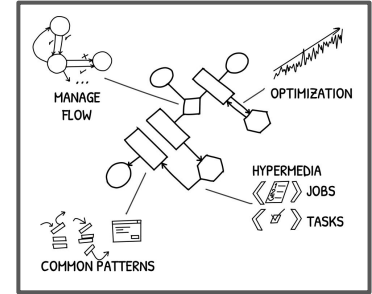 MANAGE
FLOW
OPTIMIZATION
HYPERMEDIA
JOBS
TASKS
COMMON PATTERNS